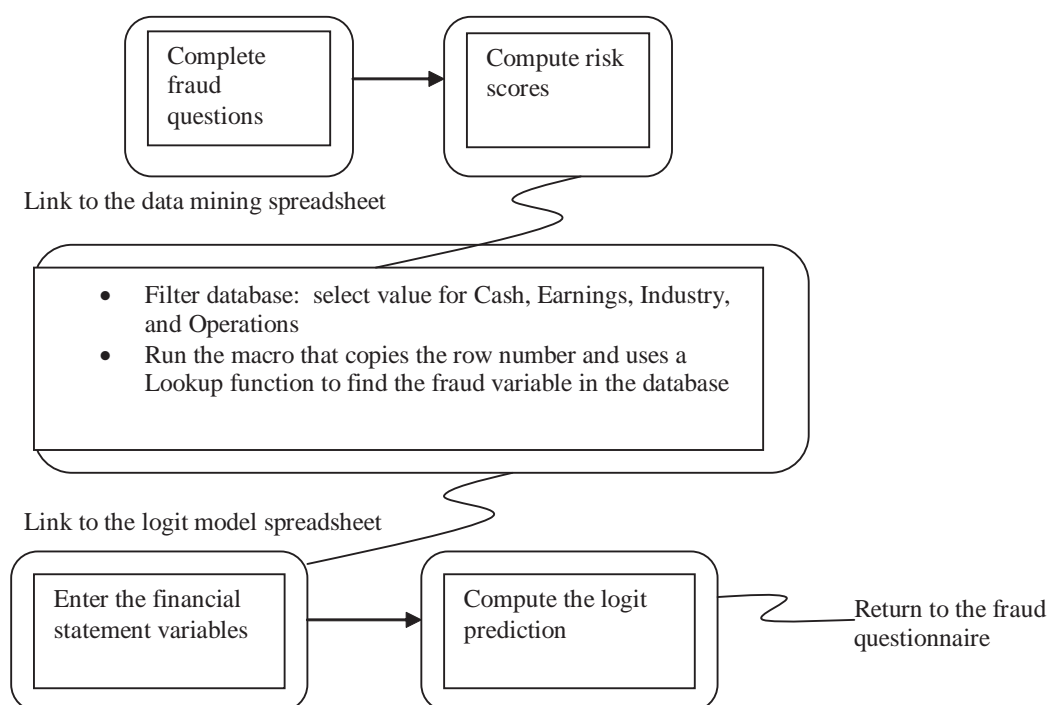 Complete
fraud
questions
Compute risk
scores
Link to the data mining spreadsheet
• Filter database: select value for Cash, Earnings, Industry,
and Operations
• Run the macro that copies the row number and uses a
Lookup function to find the fraud variable in the database
Link to the logit model spreadsheet
Enter the financial
statement variables
Compute the logit
prediction
Return to the fraud
questionnaire